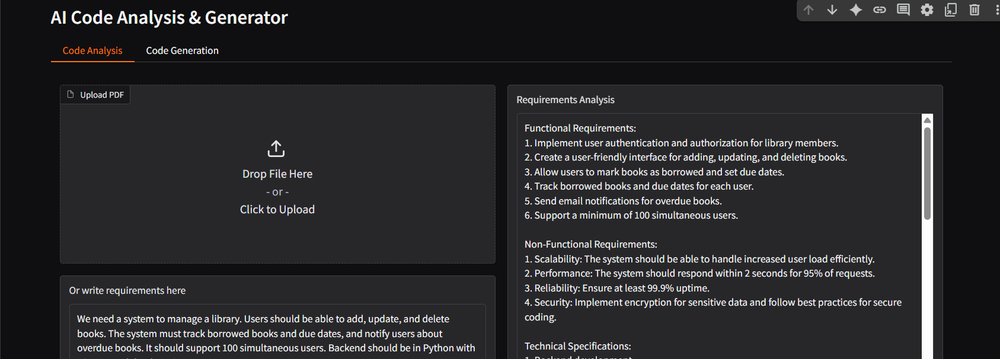 AI Code Analysis & Generator
Code Analysis
Code Generation
Upload PDF
Drop File Here
- or -
Click to Upload
Or write requirements here
We need a system to manage a library. Users should be able to add, update, and delete
books. The system must track borrowed books and due dates, and notify users about
overdue books. It should support 100 simultaneous users. Backend should be in Python with
Requirements Analysis
Functional Requirements:
1. Implement user authentication and authorization for library members.
2. Create a user-friendly interface for adding, updating, and deleting books.
3. Allow users to mark books as borrowed and set due dates.
4. Track borrowed books and due dates for each user.
5. Send email notifications for overdue books.
6. Support a minimum of 100 simultaneous users.
Non-Functional Requirements:
1. Scalability: The system should be able to handle increased user load efficiently.
2. Performance: The system should respond within 2 seconds for 95% of requests.
3. Reliability: Ensure at least 99.9% uptime.
4. Security: Implement encryption for sensitive data and follow best practices for secure
coding.
Technical Specifications:
1. Backend development